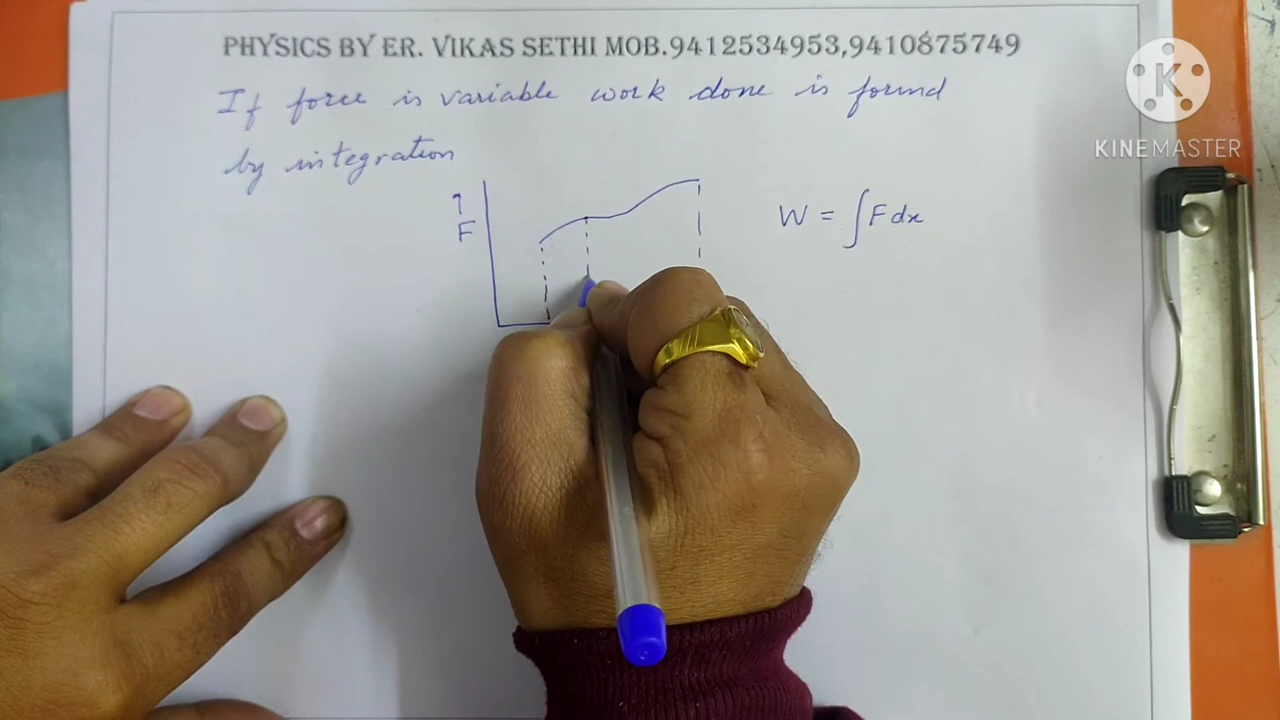 PHYSICS BY ER. VIKAS SETHI MOB.9412534953,9410875749
K
KINEMASTER
If force is variable work done is found
by integration
↑
F
W = ∫F dx